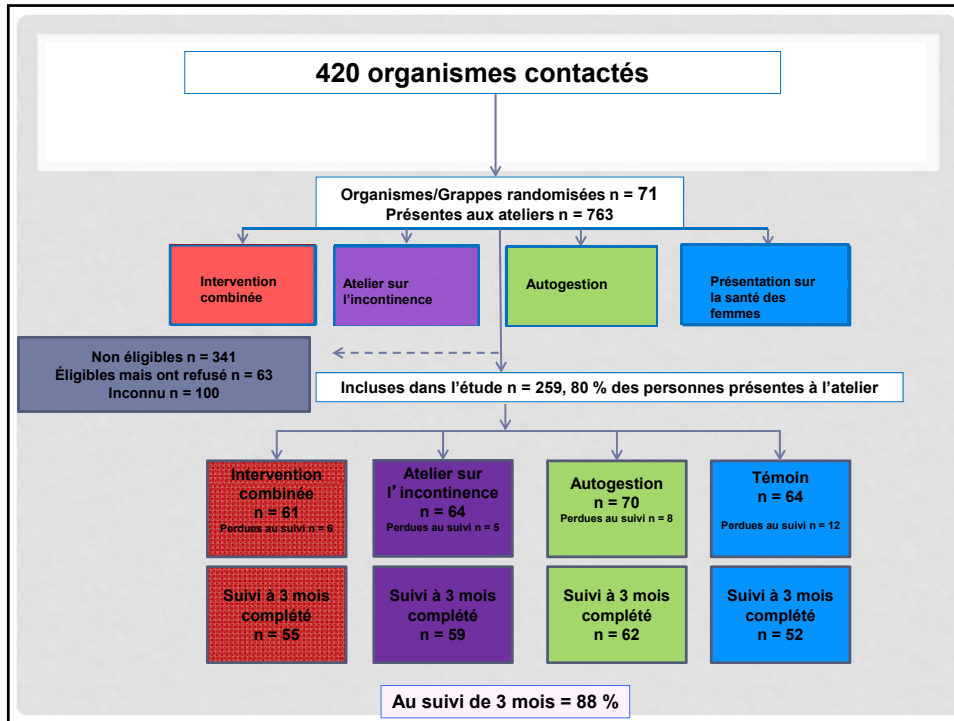 420 organismes contactés
Organismes/Grappes randomisées n = 71
Présentes aux ateliers n = 763
Intervention
combinée
Atelier sur
l'incontinence
Autogestion
Présentation sur
la santé des
femmes
Non éligibles n = 341
Éligibles mais ont refusé n = 63
Inconnu n = 100
Incluses dans l'étude n = 259, 80 % des personnes présentes à l'atelier
Intervention
combinée
n = 61
Perdues au suivi n = 6
Atelier sur
l'incontinence
n = 64
Perdues au suivi n = 5
Autogestion
n = 70
Perdues au suivi n = 8
Témoin
n = 64
Perdues au suivi n = 12
Suivi à 3 mois
complété
n = 55
Suivi à 3 mois
complété
n = 59
Suivi à 3 mois
complété
n = 62
Suivi à 3 mois
complété
n = 52
Au suivi de 3 mois = 88 %